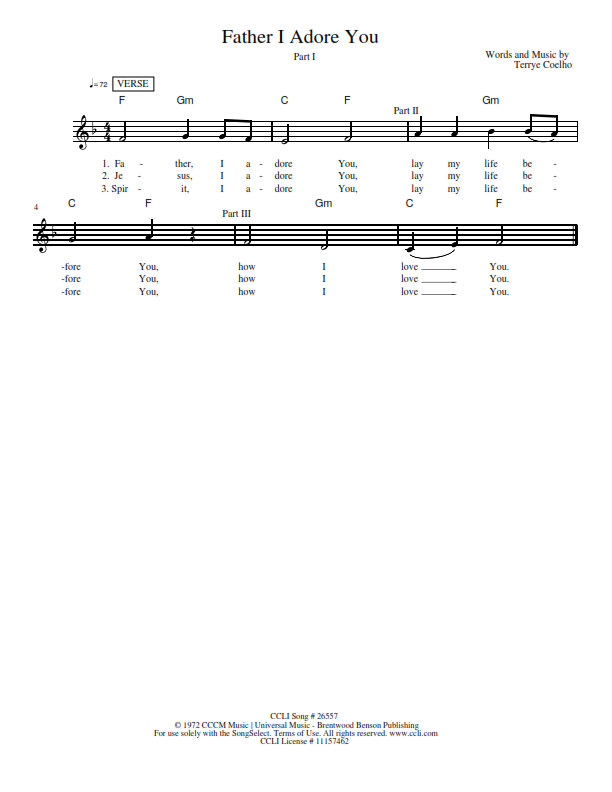 Father I Adore You
Part I
Words and Music by
Terrye Coelho
♩=72 VERSE
F Gm C F Gm
Part II
1. Fa - ther, I a - dore You, lay my life be -
2. Je - sus, I a - dore You, lay my life be -
3. Spir - it, I a - dore You, lay my life be -
4
C F Gm C F
Part III
-fore You, how I love ______ You.
-fore You, how I love ______ You.
-fore You, how I love ______ You.
CCLI Song # 26557
© 1972 CCCM Music | Universal Music - Brentwood Benson Publishing
For use solely with the SongSelect. Terms of Use. All rights reserved. www.ccli.com
CCLI License # 11157462